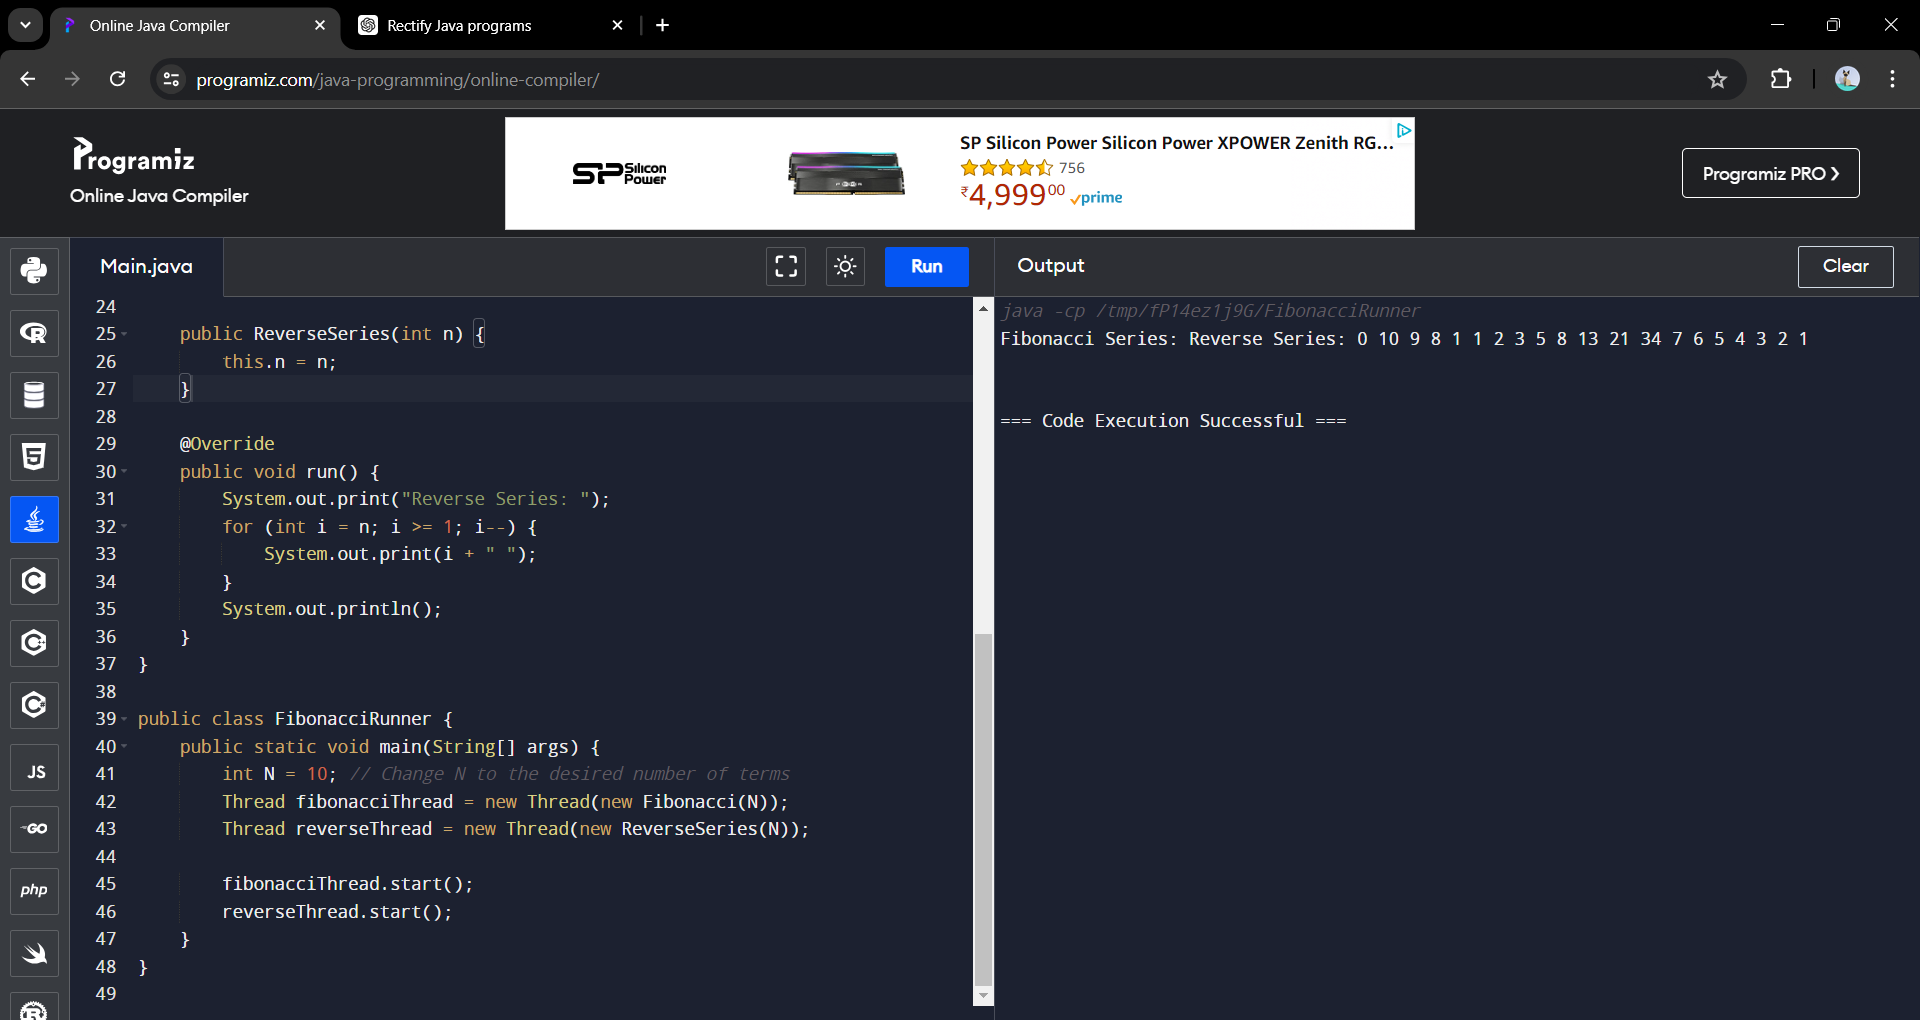 Online Java Compiler
Rectify Java programs
programiz.com/java-programming/online-compiler/
Programiz
Online Java Compiler
SP Silicon Power
SP Silicon Power Silicon Power XPOWER Zenith RG...
756
₹4,999⁰⁰ prime
Programiz PRO ❯
Main.java
Run
Output
Clear
24
25 public ReverseSeries(int n) {
26 this.n = n;
27 }
28
29 @Override
30 public void run() {
31 System.out.print("Reverse Series: ");
32 for (int i = n; i >= 1; i--) {
33 System.out.print(i + " ");
34 }
35 System.out.println();
36 }
37 }
38
39 public class FibonacciRunner {
40 public static void main(String[] args) {
41 int N = 10; // Change N to the desired number of terms
42 Thread fibonacciThread = new Thread(new Fibonacci(N));
43 Thread reverseThread = new Thread(new ReverseSeries(N));
44
45 fibonacciThread.start();
46 reverseThread.start();
47 }
48 }
49
java -cp /tmp/fP14ez1j9G/FibonacciRunner
Fibonacci Series: Reverse Series: 0 10 9 8 1 1 2 3 5 8 13 21 34 7 6 5 4 3 2 1
=== Code Execution Successful ===
R
5
C
C+
C#
JS
GO
php
R